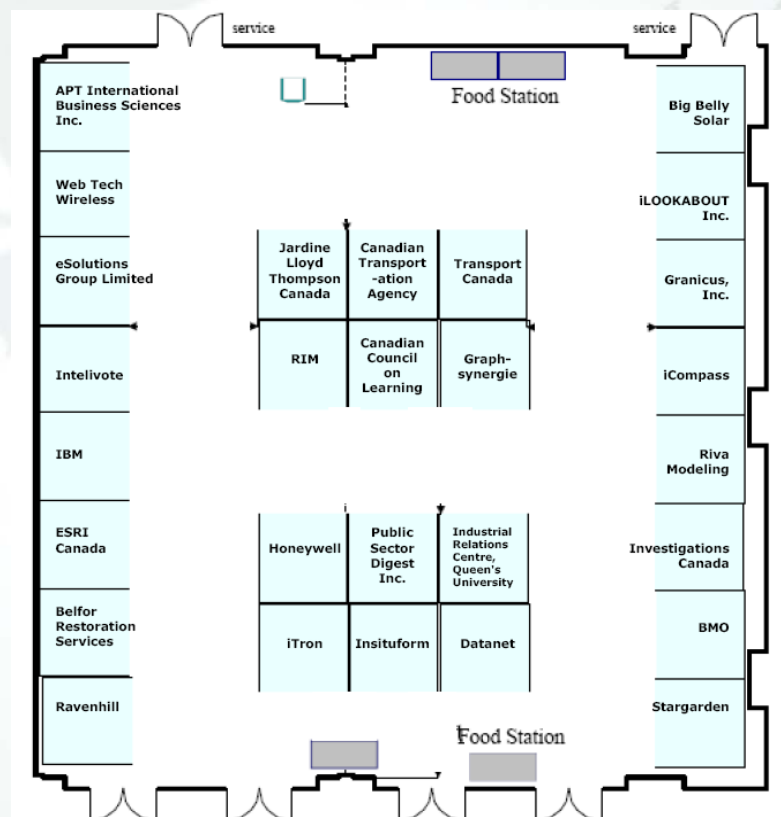 service
service
Food Station
APT International
Business Sciences
Inc.
Web Tech
Wireless
eSolutions
Group Limited
Intelivote
IBM
ESRI
Canada
Belfor
Restoration
Services
Ravenhill
Jardine
Lloyd
Thompson
Canada
Canadian
Transport
-ation
Agency
Transport
Canada
RIM
Canadian
Council
on
Learning
Graph-
synergie
Honeywell
Public
Sector
Digest
Inc.
Industrial
Relations
Centre,
Queen's
University
iTron
Insituform
Datanet
Big Belly
Solar
iLOOKABOUT
Inc.
Granicus,
Inc.
iCompass
Riva
Modeling
Investigations
Canada
BMO
Stargarden
Food Station